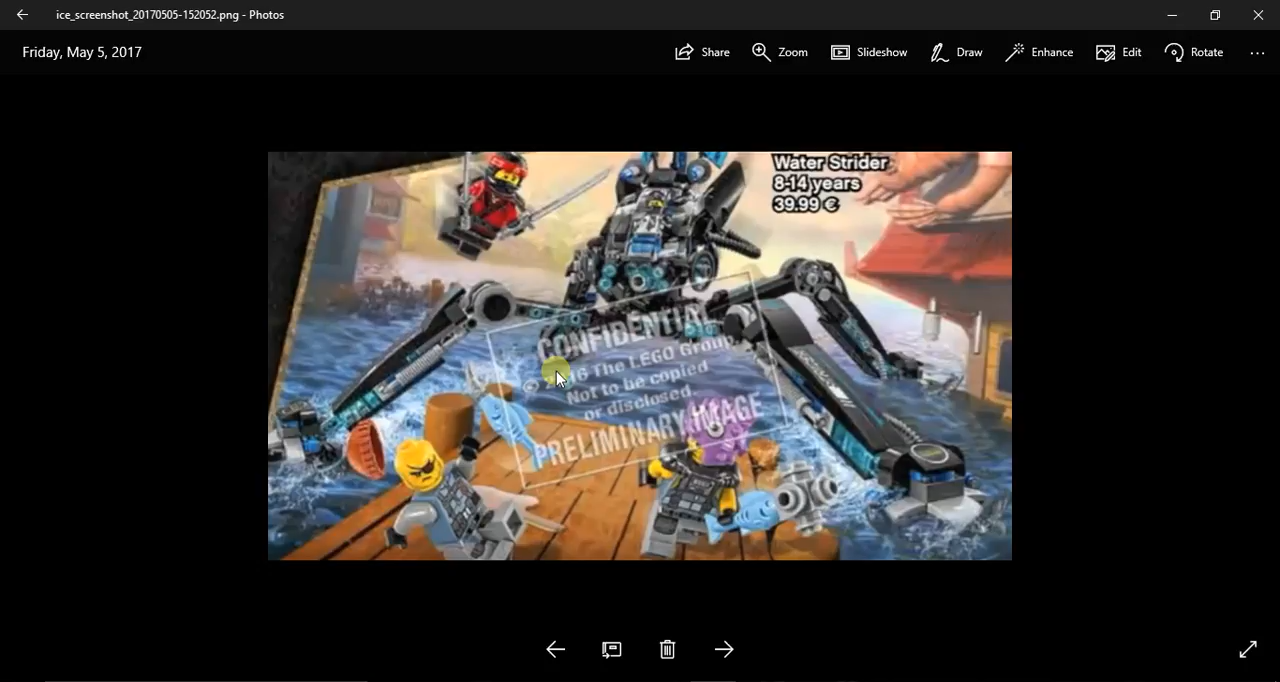 ice_screenshot_20170505-152052.png - Photos
Friday, May 5, 2017
Share
Zoom
Slideshow
Draw
Enhance
Edit
Rotate
Water Strider
8-14 years
39.99 €
CONFIDENTIAL
© 2016 The LEGO Group.
Not to be copied
or disclosed.
PRELIMINARY IMAGE